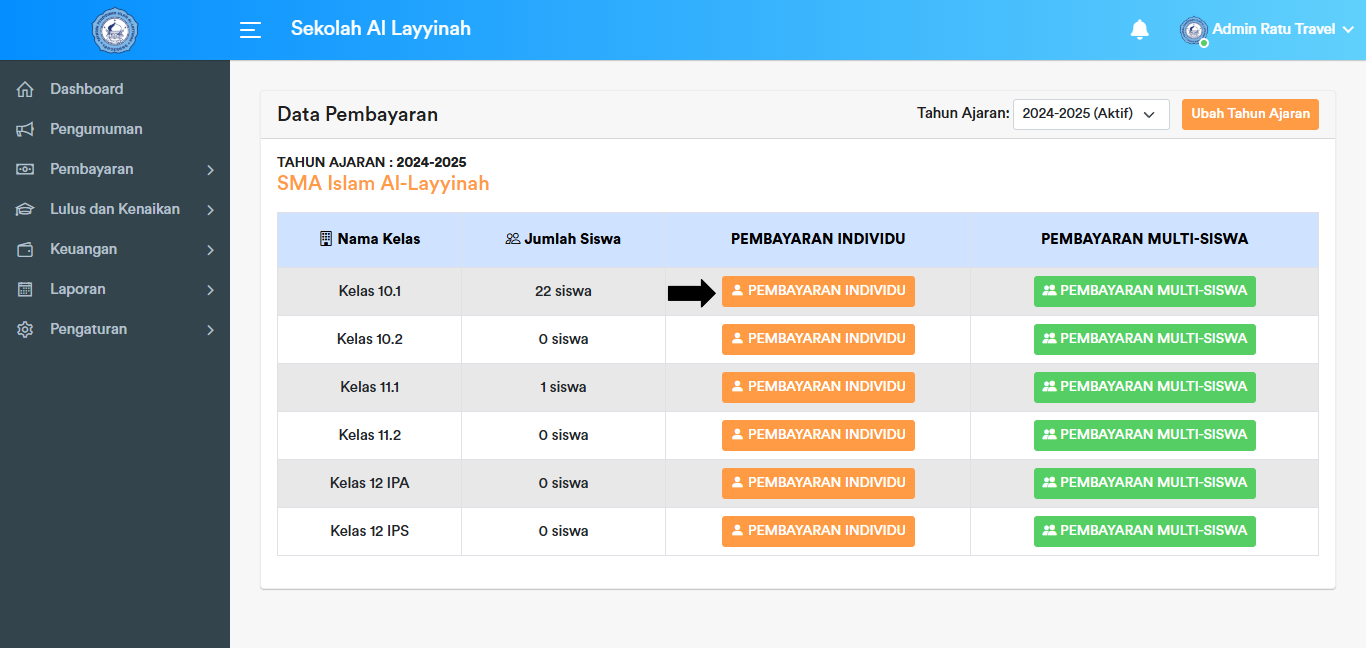 Sekolah Al Layyinah
Admin Ratu Travel
Dashboard
Pengumuman
Pembayaran
Lulus dan Kenaikan
Keuangan
Laporan
Pengaturan
Data Pembayaran
Tahun Ajaran: 2024-2025 (Aktif) Ubah Tahun Ajaran
TAHUN AJARAN : 2024-2025
SMA Islam Al-Layyinah
Nama Kelas Jumlah Siswa PEMBAYARAN INDIVIDU PEMBAYARAN MULTI-SISWA
Kelas 10.1 22 siswa PEMBAYARAN INDIVIDU PEMBAYARAN MULTI-SISWA
Kelas 10.2 0 siswa PEMBAYARAN INDIVIDU PEMBAYARAN MULTI-SISWA
Kelas 11.1 1 siswa PEMBAYARAN INDIVIDU PEMBAYARAN MULTI-SISWA
Kelas 11.2 0 siswa PEMBAYARAN INDIVIDU PEMBAYARAN MULTI-SISWA
Kelas 12 IPA 0 siswa PEMBAYARAN INDIVIDU PEMBAYARAN MULTI-SISWA
Kelas 12 IPS 0 siswa PEMBAYARAN INDIVIDU PEMBAYARAN MULTI-SISWA